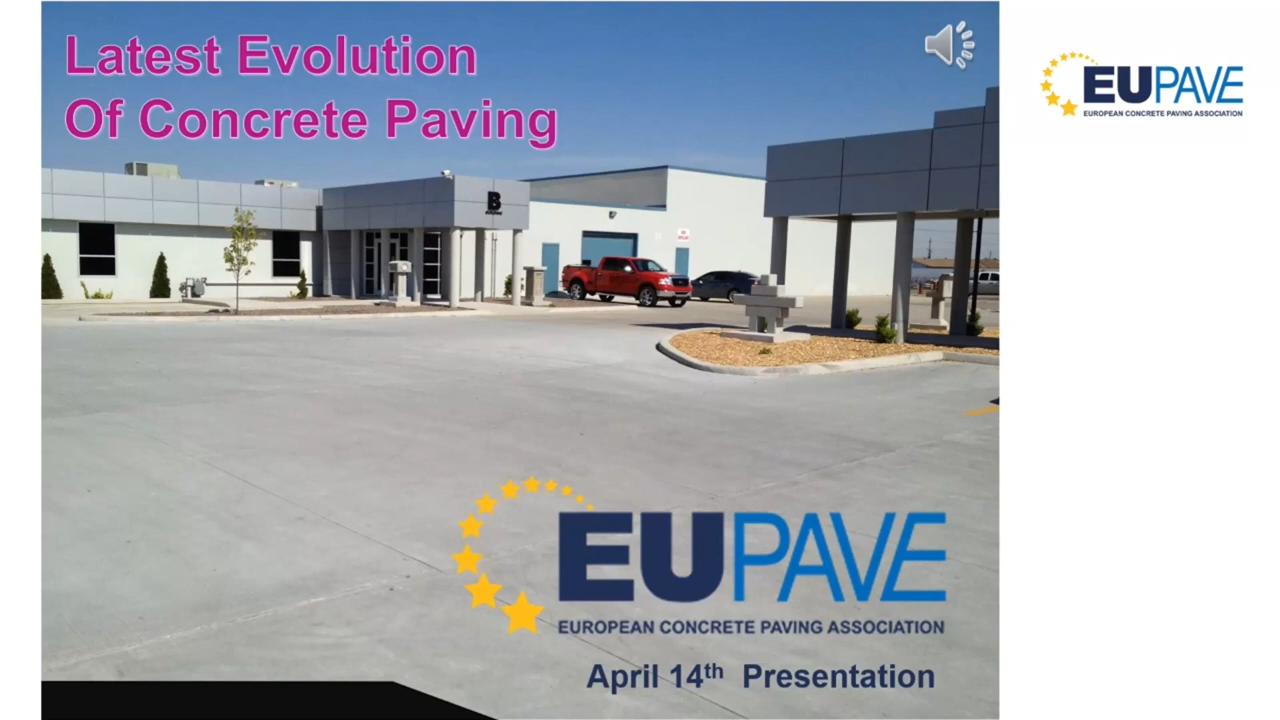 Latest Evolution
Of Concrete Paving
EUPAVE
EUROPEAN CONCRETE PAVING ASSOCIATION
B
EUPAVE
EUROPEAN CONCRETE PAVING ASSOCIATION
April 14th Presentation